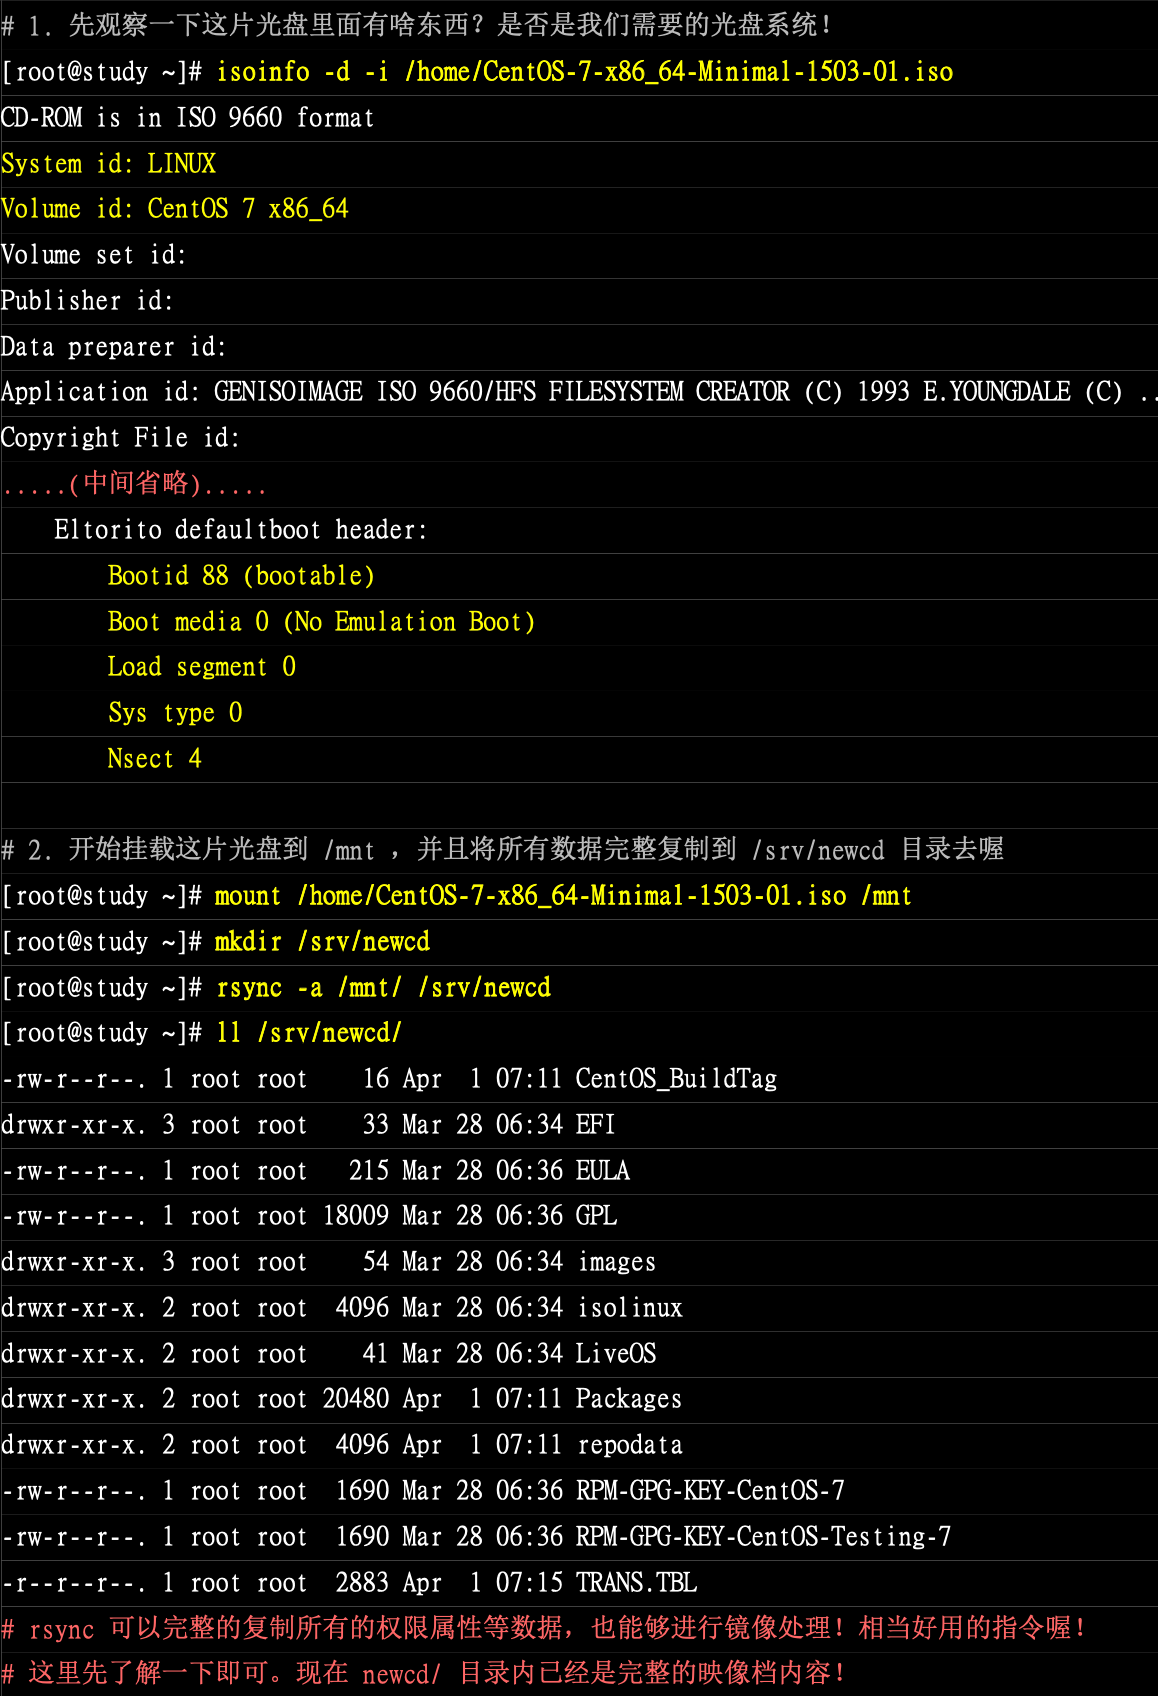 # 1. 先观察一下这片光盘里面有啥东西？是否是我们需要的光盘系统！
[root@study ~]# isoinfo -d -i /home/CentOS-7-x86_64-Minimal-1503-01.iso
CD-ROM is in ISO 9660 format
System id: LINUX
Volume id: CentOS 7 x86_64
Volume set id:
Publisher id:
Data preparer id:
Application id: GENISOIMAGE ISO 9660/HFS FILESYSTEM CREATOR (C) 1993 E.YOUNGDALE (C) ..
Copyright File id:
.....(中间省略).....
    Eltorito defaultboot header:
        Bootid 88 (bootable)
        Boot media 0 (No Emulation Boot)
        Load segment 0
        Sys type 0
        Nsect 4
# 2. 开始挂载这片光盘到 /mnt ，并且将所有数据完整复制到 /srv/newcd 目录去喔
[root@study ~]# mount /home/CentOS-7-x86_64-Minimal-1503-01.iso /mnt
[root@study ~]# mkdir /srv/newcd
[root@study ~]# rsync -a /mnt/ /srv/newcd
[root@study ~]# ll /srv/newcd/
-rw-r--r--. 1 root root    16 Apr  1 07:11 CentOS_BuildTag
drwxr-xr-x. 3 root root    33 Mar 28 06:34 EFI
-rw-r--r--. 1 root root   215 Mar 28 06:36 EULA
-rw-r--r--. 1 root root 18009 Mar 28 06:36 GPL
drwxr-xr-x. 3 root root    54 Mar 28 06:34 images
drwxr-xr-x. 2 root root  4096 Mar 28 06:34 isolinux
drwxr-xr-x. 2 root root    41 Mar 28 06:34 LiveOS
drwxr-xr-x. 2 root root 20480 Apr  1 07:11 Packages
drwxr-xr-x. 2 root root  4096 Apr  1 07:11 repodata
-rw-r--r--. 1 root root  1690 Mar 28 06:36 RPM-GPG-KEY-CentOS-7
-rw-r--r--. 1 root root  1690 Mar 28 06:36 RPM-GPG-KEY-CentOS-Testing-7
-r--r--r--. 1 root root  2883 Apr  1 07:15 TRANS.TBL
# rsync 可以完整的复制所有的权限属性等数据，也能够进行镜像处理！相当好用的指令喔！
# 这里先了解一下即可。现在 newcd/ 目录内已经是完整的映像档内容！